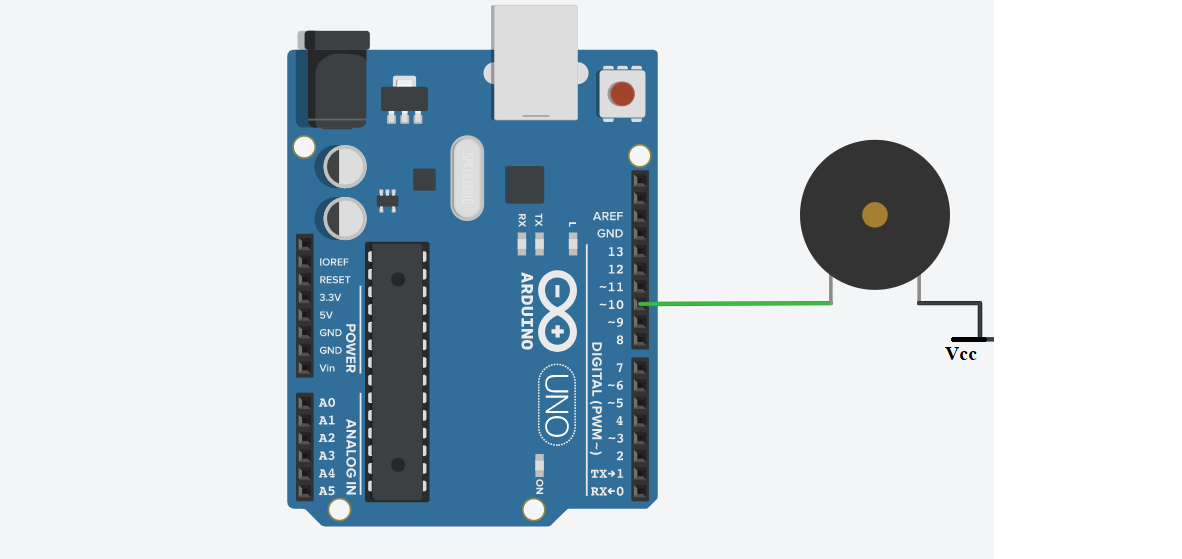 SPK16.000G
RX
TX
L
AREF
GND
13
12
~11
~10
~9
8
IOREF
RESET
3.3V
5V
GND
GND
Vin
POWER
ARDUINO
UNO
DIGITAL (PWM~)
7
~6
~5
4
~3
2
TX→1
RX←0
A0
A1
A2
A3
A4
A5
ANALOG IN
ON
Vcc